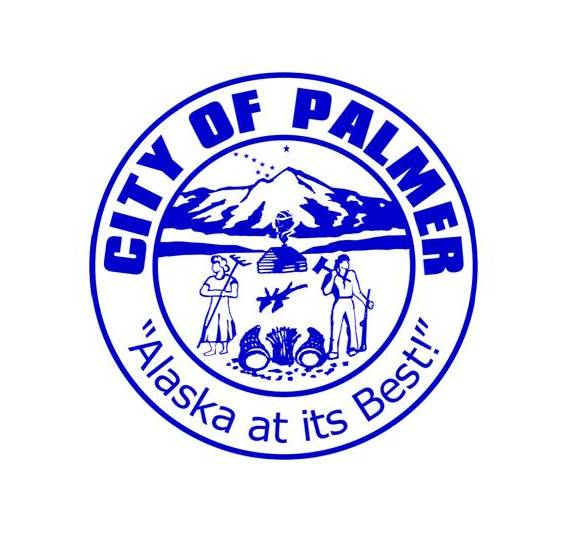 CITY OF PALMER
"Alaska at its Best!"